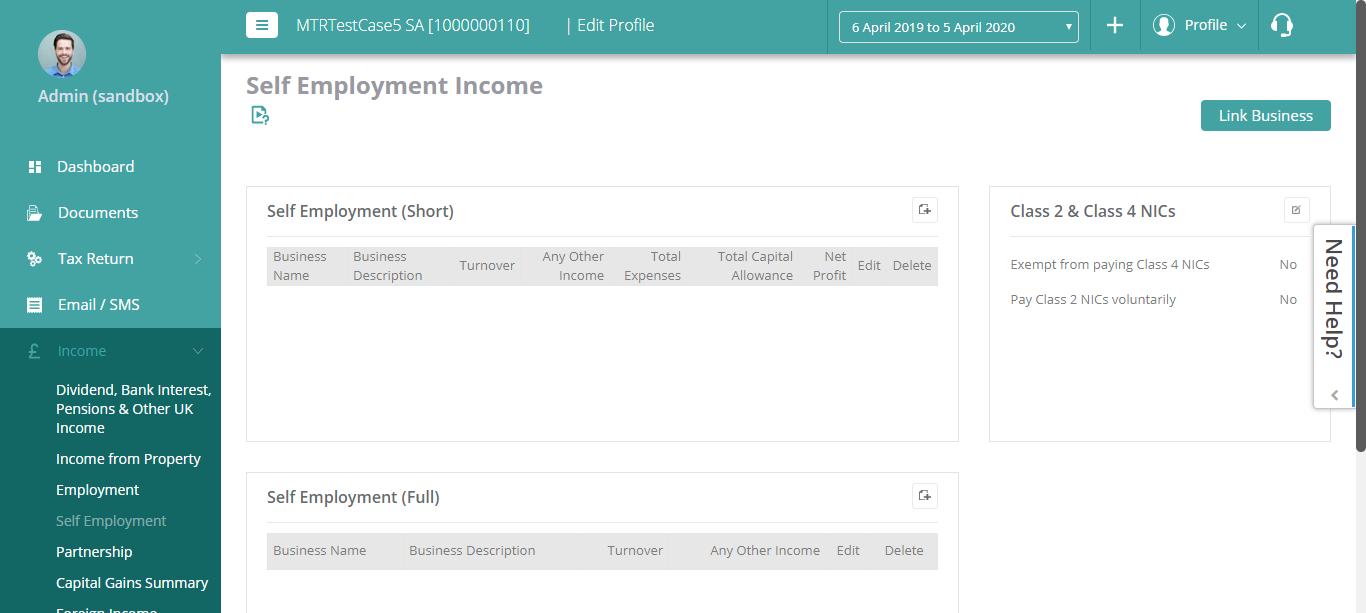 MTRTestCase5 SA [1000000110]
| Edit Profile
6 April 2019 to 5 April 2020
Profile
Admin (sandbox)
Dashboard
Documents
Tax Return
Email / SMS
£ Income
Dividend, Bank Interest,
Pensions & Other UK
Income
Income from Property
Employment
Self Employment
Partnership
Capital Gains Summary
Foreign Income
Self Employment Income
Link Business
Self Employment (Short)
Business Name
Business Description
Turnover
Any Other Income
Total Expenses
Total Capital Allowance
Net Profit
Edit
Delete
Class 2 & Class 4 NICs
Exempt from paying Class 4 NICs No
Pay Class 2 NICs voluntarily No
Need Help?
Self Employment (Full)
Business Name Business Description Turnover Any Other Income Edit Delete